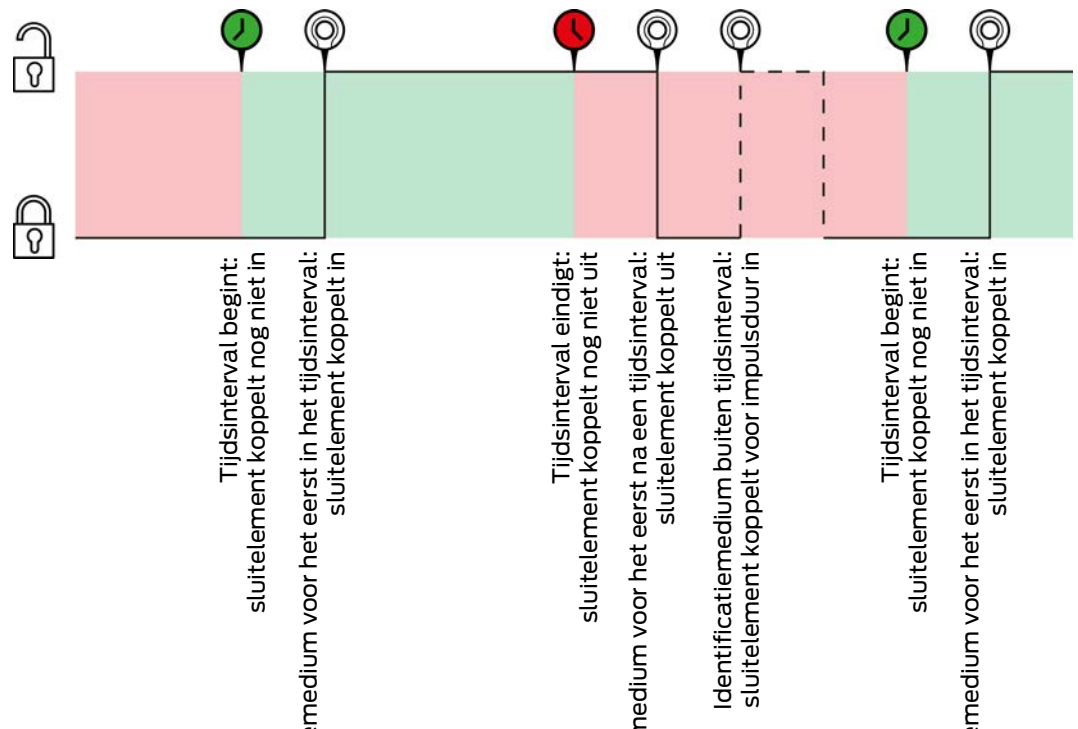 Tijdsinterval begint:
sluitelement koppelt nog niet in
medium voor het eerst in het tijdsinterval:
sluitelement koppelt in
Tijdsinterval eindigt:
sluitelement koppelt nog niet uit
medium voor het eerst na een tijdsinterval:
sluitelement koppelt uit
Identificatiemedium buiten tijdsinterval:
sluitelement koppelt voor impulsduur in
Tijdsinterval begint:
sluitelement koppelt nog niet in
medium voor het eerst in het tijdsinterval:
sluitelement koppelt in